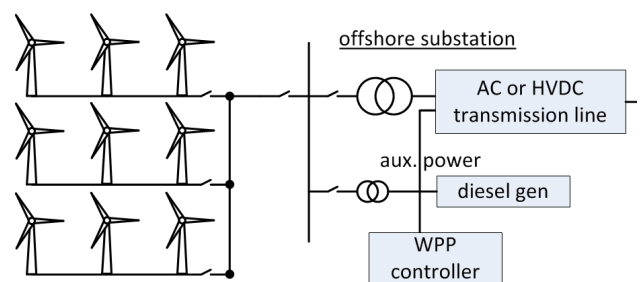 offshore substation
AC or HVDC
transmission line
aux. power
diesel gen
WPP
controller